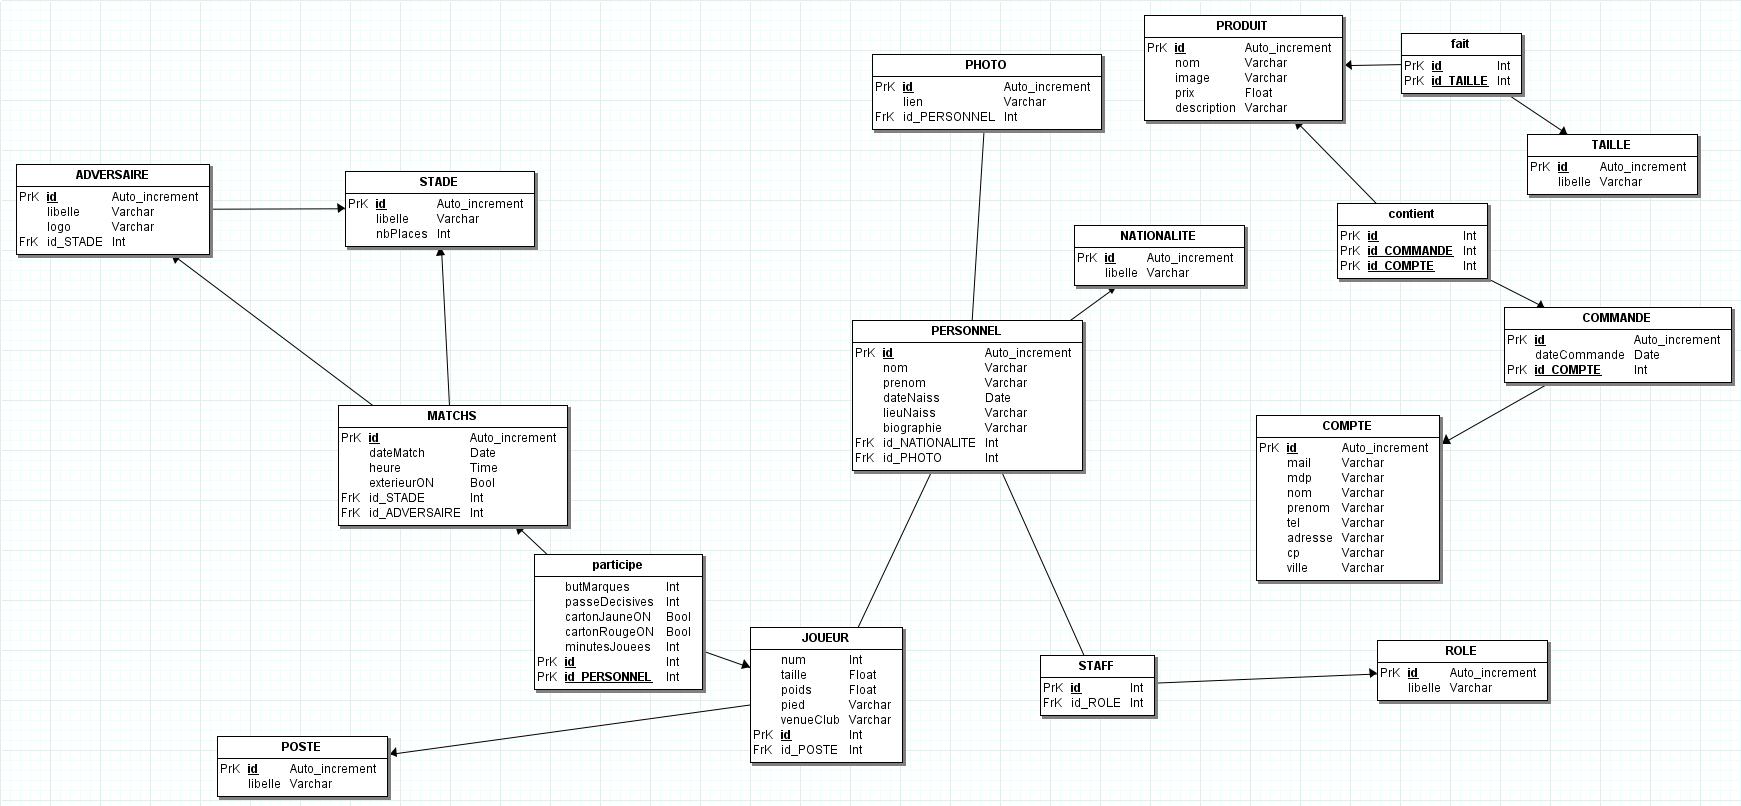 PRODUIT
PrK id Auto_increment
nom Varchar
image Varchar
prix Float
description Varchar
fait
PrK id Int
PrK id_TAILLE Int
PHOTO
PrK id Auto_increment
lien Varchar
FrK id_PERSONNEL Int
TAILLE
PrK id Auto_increment
libelle Varchar
ADVERSAIRE
PrK id Auto_increment
libelle Varchar
logo Varchar
FrK id_STADE Int
STADE
PrK id Auto_increment
libelle Varchar
nbPlaces Int
contient
PrK id Int
PrK id_COMMANDE Int
PrK id_COMPTE Int
NATIONALITE
PrK id Auto_increment
libelle Varchar
COMMANDE
PrK id Auto_increment
dateCommande Date
PrK id_COMPTE Int
PERSONNEL
PrK id Auto_increment
nom Varchar
prenom Varchar
dateNaiss Date
lieuNaiss Varchar
biographie Varchar
FrK id_NATIONALITE Int
FrK id_PHOTO Int
MATCHS
PrK id Auto_increment
dateMatch Date
heure Time
exterieurON Bool
FrK id_STADE Int
FrK id_ADVERSAIRE Int
COMPTE
PrK id Auto_increment
mail Varchar
mdp Varchar
nom Varchar
prenom Varchar
tel Varchar
adresse Varchar
cp Varchar
ville Varchar
participe
butMarques Int
passeDecisives Int
cartonJauneON Bool
cartonRougeON Bool
minutesJouees Int
PrK id Int
PrK id_PERSONNEL Int
JOUEUR
num Int
taille Float
poids Float
pied Varchar
venueClub Varchar
PrK id Int
FrK id_POSTE Int
STAFF
PrK id Int
FrK id_ROLE Int
ROLE
PrK id Auto_increment
libelle Varchar
POSTE
PrK id Auto_increment
libelle Varchar